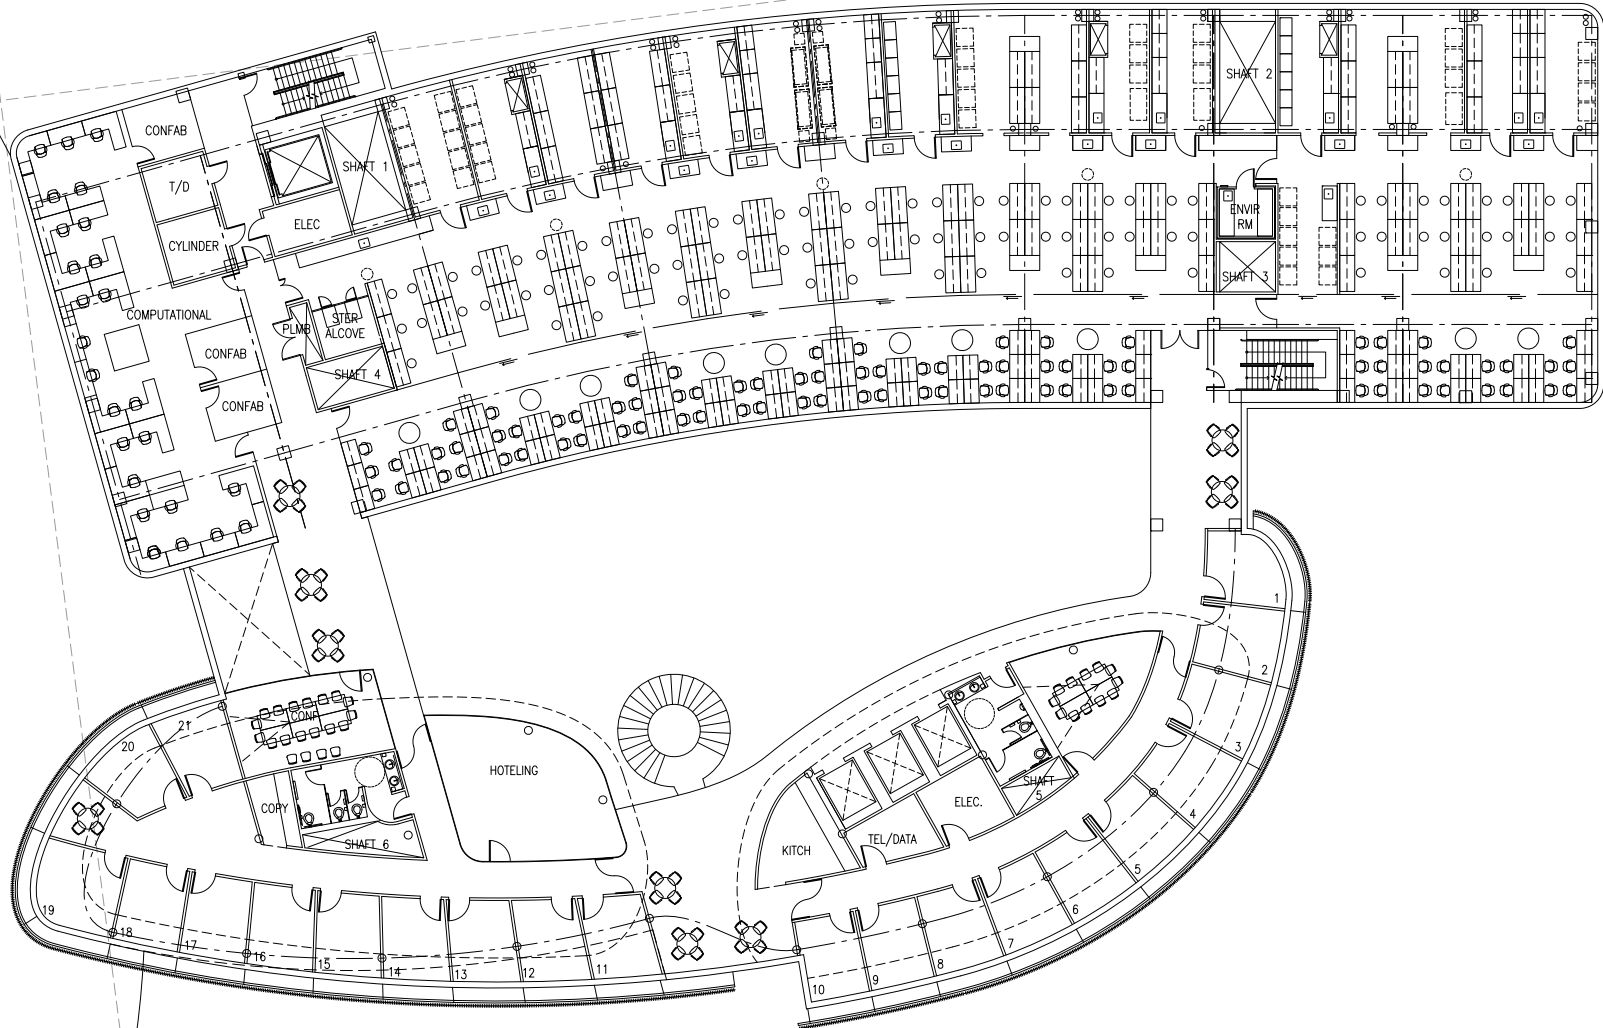 CONFAB
SHAFT 1
SHAFT 2
T/D
ELEC
CYLINDER
ENVIR
RM
SHAFT 3
COMPUTATIONAL
PLMB
STER
ALCOVE
CONFAB
SHAFT 4
CONFAB
1
2
3
4
5
6
7
8
9
10
SHAFT
5
ELEC.
TEL/DATA
KITCH
HOTELING
CONF
21
20
COPY
SHAFT 6
19
18
17
16
15
14
13
12
11